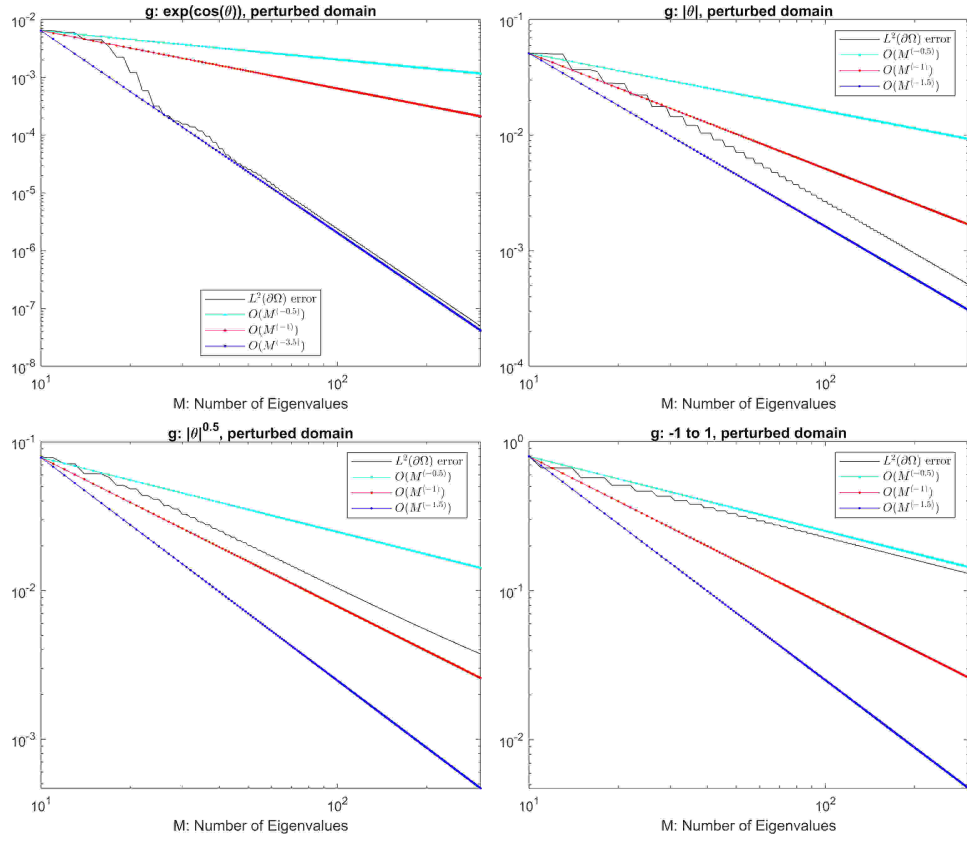 g: exp(cos(θ)), perturbed domain
10^-2
10^-3
10^-4
10^-5
10^-6
10^-7
10^-8
L^2(∂Ω) error
O(M^(-0.5))
O(M^(-1))
O(M^(-3.5))
10^1
10^2
M: Number of Eigenvalues
g: |θ|, perturbed domain
10^-1
10^-2
10^-3
10^-4
L^2(∂Ω) error
O(M^(-0.5))
O(M^(-1))
O(M^(-1.5))
10^1
10^2
M: Number of Eigenvalues
g: |θ|^0.5, perturbed domain
10^-1
10^-2
10^-3
L^2(∂Ω) error
O(M^(-0.5))
O(M^(-1))
O(M^(-1.5))
10^1
10^2
M: Number of Eigenvalues
g: -1 to 1, perturbed domain
10^0
10^-1
10^-2
L^2(∂Ω) error
O(M^(-0.5))
O(M^(-1))
O(M^(-1.5))
10^1
10^2
M: Number of Eigenvalues